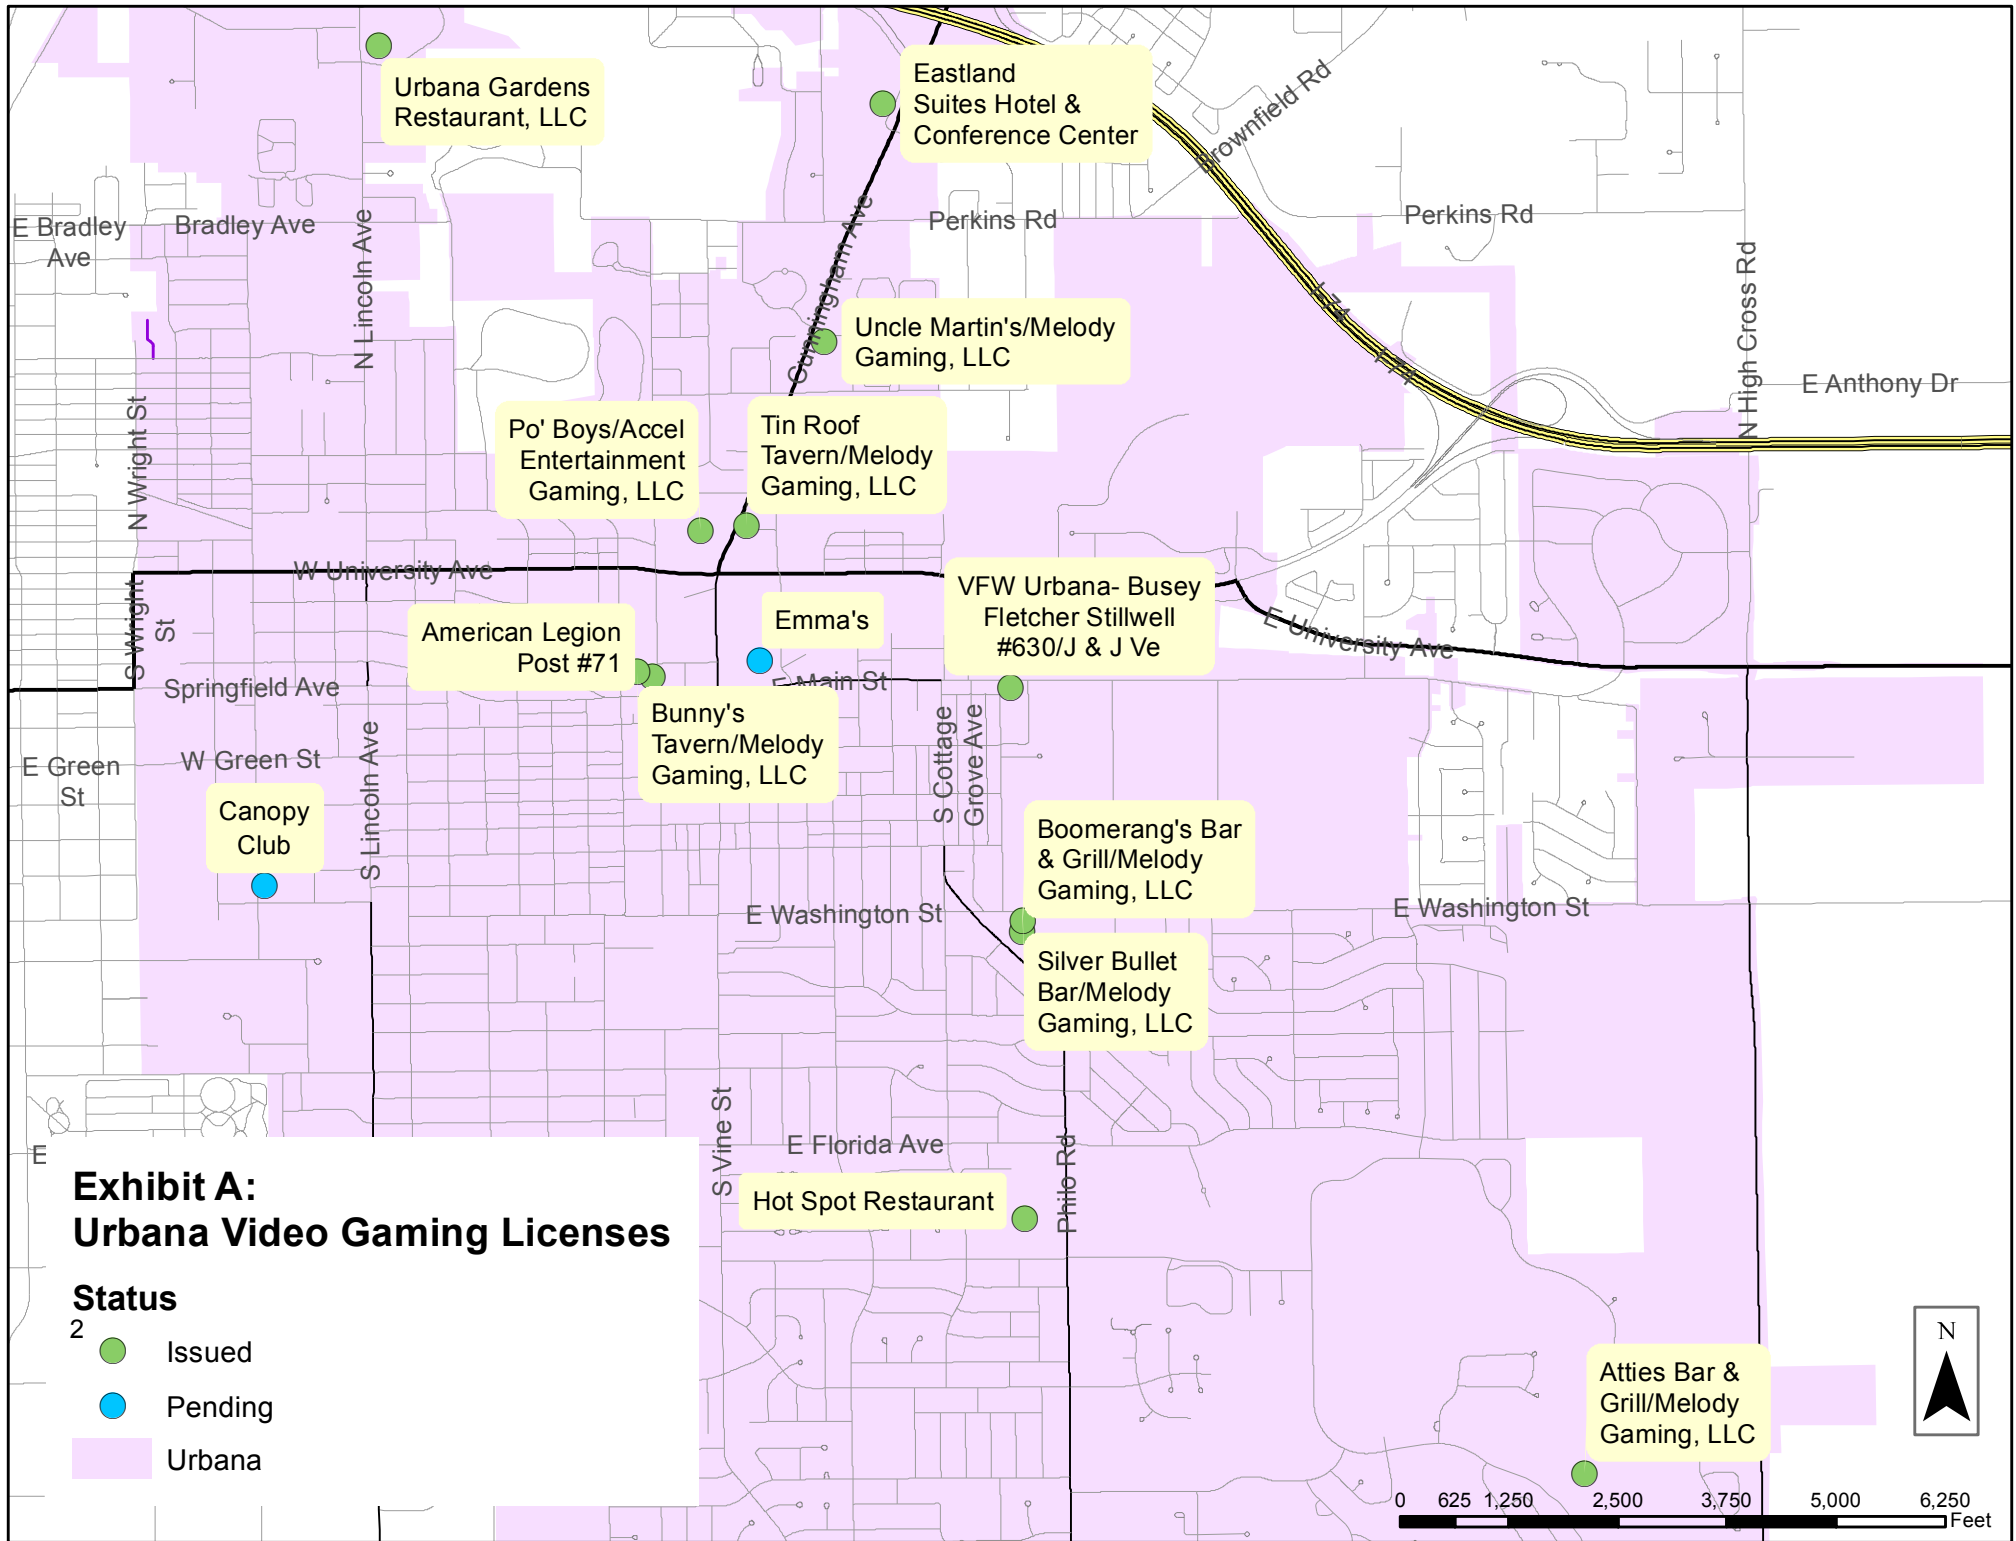 Urbana Gardens
Restaurant, LLC
Eastland
Suites Hotel &
Conference Center
Brownfield Rd
E Bradley
Ave
Bradley Ave
N Lincoln Ave
Cunningham Ave
Perkins Rd
Perkins Rd
N High Cross Rd
I-74
I-74
E Anthony Dr
Uncle Martin's/Melody
Gaming, LLC
N Wright St
Po' Boys/Accel
Entertainment
Gaming, LLC
Tin Roof
Tavern/Melody
Gaming, LLC
W University Ave
S Wright
St
American Legion
Post #71
Emma's
VFW Urbana- Busey
Fletcher Stillwell
#630/J & J Ve
E University Ave
Springfield Ave
E Main St
Bunny's
Tavern/Melody
Gaming, LLC
S Cottage
Grove Ave
E Green
St
W Green St
S Lincoln Ave
Canopy
Club
Boomerang's Bar
& Grill/Melody
Gaming, LLC
E Washington St
E Washington St
Silver Bullet
Bar/Melody
Gaming, LLC
S Vine St
E Florida Ave
Philo Rd
Hot Spot Restaurant
E
Exhibit A:
Urbana Video Gaming Licenses
Status
2
Issued
Pending
Urbana
Atties Bar &
Grill/Melody
Gaming, LLC
N
0 625 1,250 2,500 3,750 5,000 6,250
Feet